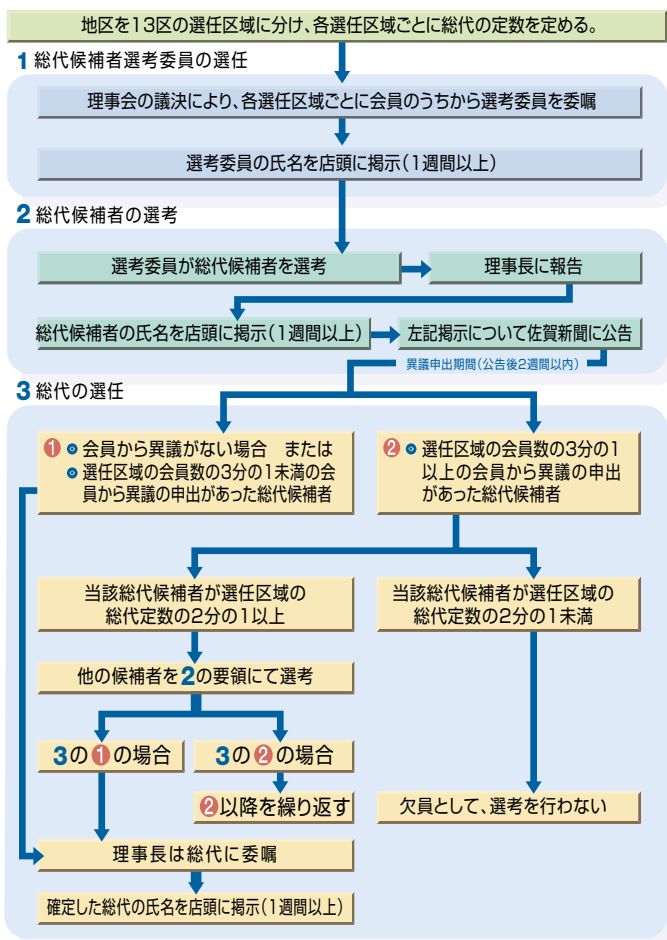 地区を13区の選任区域に分け、各選任区域ごとに総代の定数を定める。
1 総代候補者選考委員の選任
理事会の議決により、各選任区域ごとに会員のうちから選考委員を委嘱
選考委員の氏名を店頭に掲示(1週間以上)
2 総代候補者の選考
選考委員が総代候補者を選考
理事長に報告
総代候補者の氏名を店頭に掲示(1週間以上)
左記掲示について佐賀新聞に公告
異議申出期間(公告後2週間以内)
3 総代の選任
❶ ◎ 会員から異議がない場合 または
◎ 選任区域の会員数の3分の1未満の会
員から異議の申出があった総代候補者
❷ ◎ 選任区域の会員数の3分の1
以上の会員から異議の申出
があった総代候補者
当該総代候補者が選任区域の
総代定数の2分の1以上
当該総代候補者が選任区域の
総代定数の2分の1未満
他の候補者を2の要領にて選考
3の❶の場合
3の❷の場合
❷以降を繰り返す
欠員として、選考を行わない
理事長は総代に委嘱
確定した総代の氏名を店頭に掲示(1週間以上)